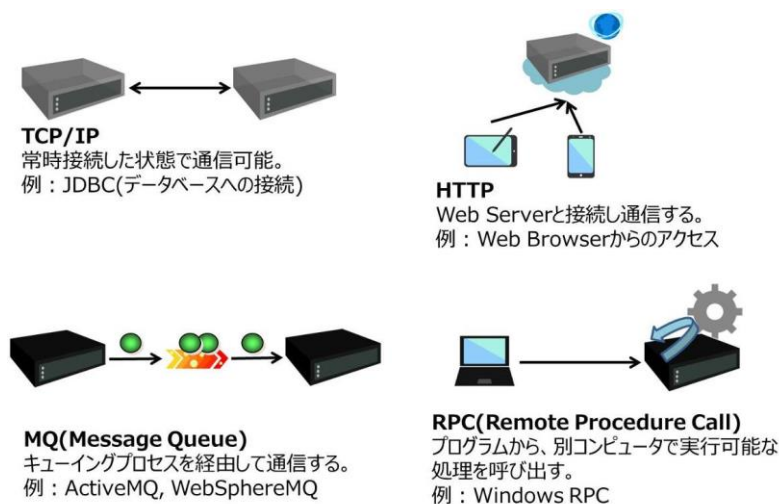 TCP/IP
常時接続した状態で通信可能。
例：JDBC(データベースへの接続)
HTTP
Web Serverと接続し通信する。
例：Web Browserからのアクセス
MQ(Message Queue)
キューイングプロセスを経由して通信する。
例：ActiveMQ, WebSphereMQ
RPC(Remote Procedure Call)
プログラムから、別コンピュータで実行可能な
処理を呼び出す。
例：Windows RPC